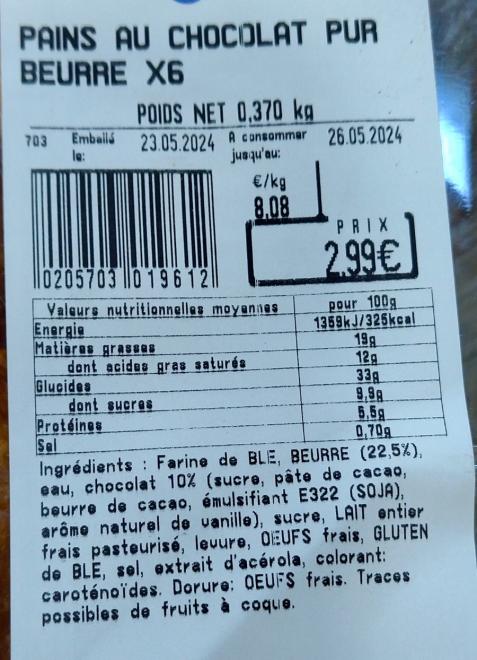 PAINS AU CHOCOLAT PUR
BEURRE X6
POIDS NET 0,370 kg
703 Emballé le: 23.05.2024 A consommer jusqu'au: 26.05.2024
€/kg
8.08
PRIX
2,99€
0205703 019612
Valeurs nutritionnelles moyennes pour 100g
Energie 1359kJ/325kcal
Matières grasses 19g
dont acides gras saturés 12g
Glucides 33g
dont sucres 9,9g
Protéines 5,5g
Sel 0,70g
Ingrédients : Farine de BLE, BEURRE (22,5%),
eau, chocolat 10% (sucre, pâte de cacao,
beurre de cacao, émulsifiant E322 (SOJA),
arôme naturel de vanille), sucre, LAIT entier
frais pasteurisé, levure, OEUFS frais, GLUTEN
de BLE, sel, extrait d'acérola, colorant:
caroténoïdes. Dorure: OEUFS frais. Traces
possibles de fruits à coque.